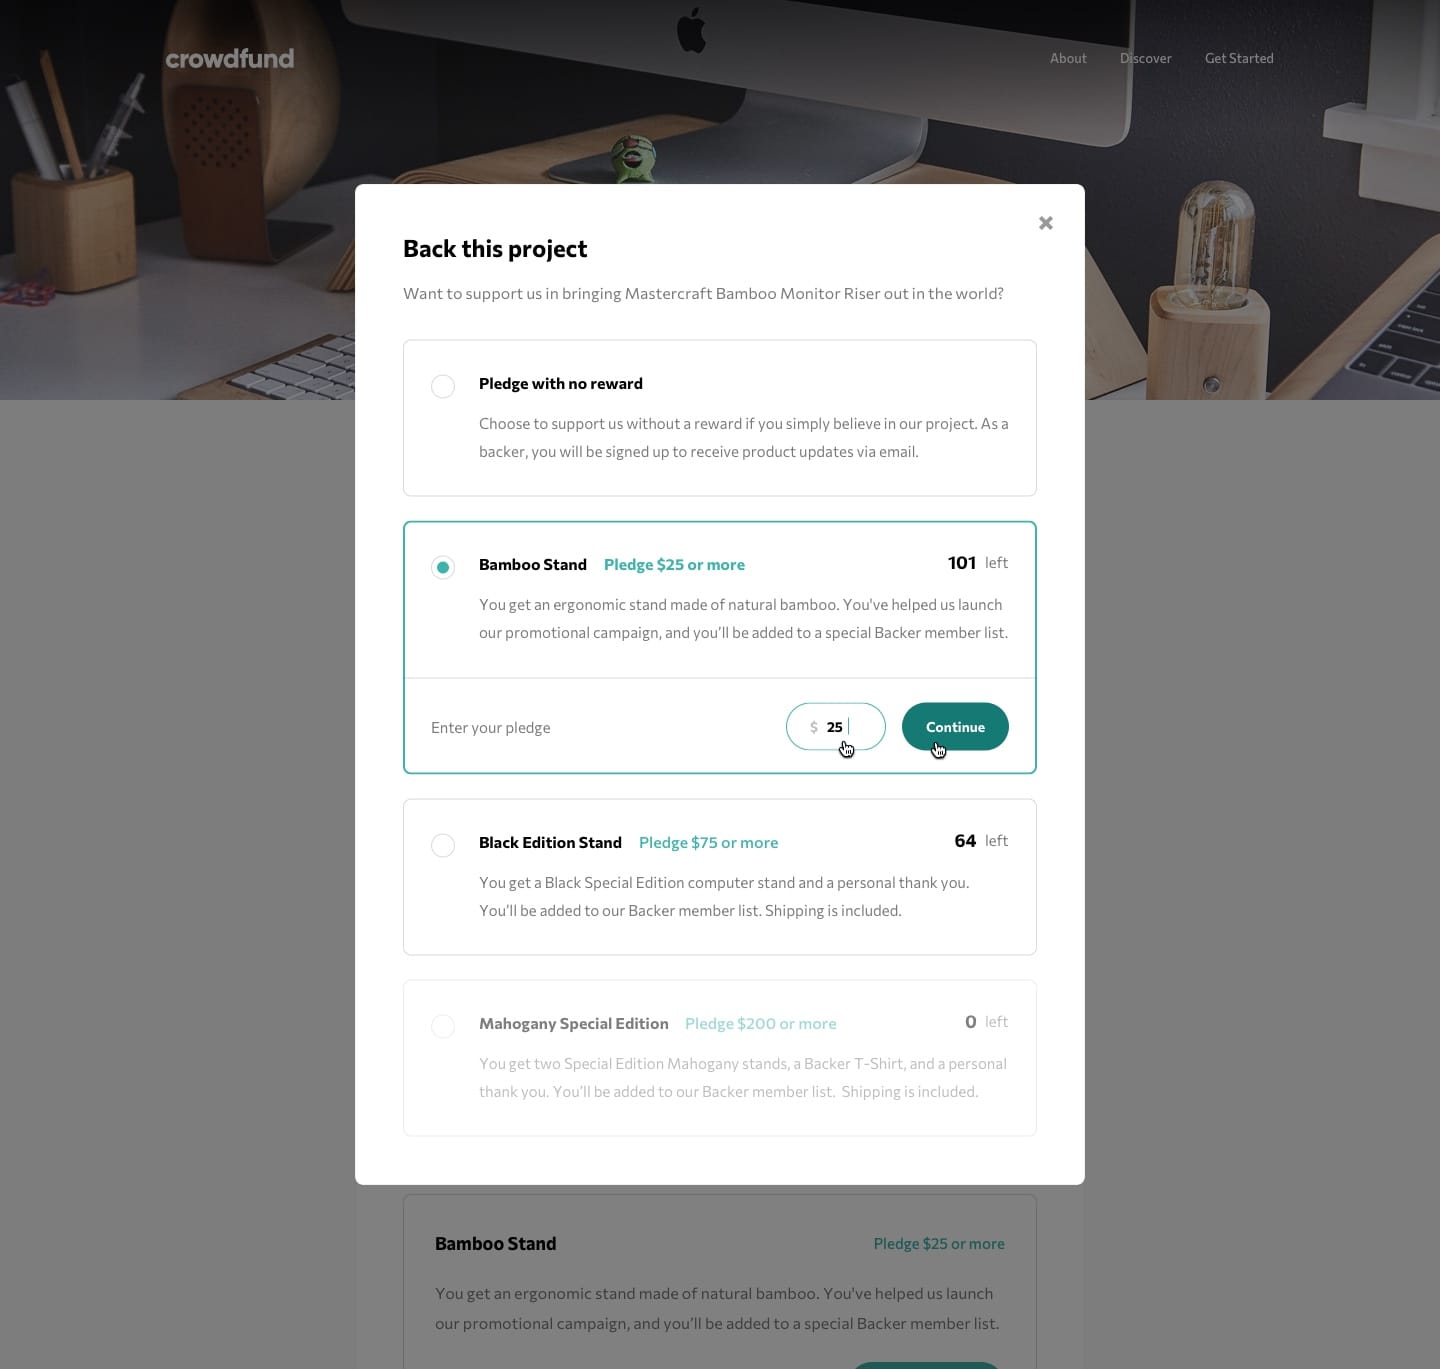 crowdfund
About Discover Get Started
Back this project
Want to support us in bringing Mastercraft Bamboo Monitor Riser out in the world?
Pledge with no reward
Choose to support us without a reward if you simply believe in our project. As a
backer, you will be signed up to receive product updates via email.
Bamboo Stand Pledge $25 or more 101 left
You get an ergonomic stand made of natural bamboo. You've helped us launch
our promotional campaign, and you’ll be added to a special Backer member list.
Enter your pledge $ 25 Continue
Black Edition Stand Pledge $75 or more 64 left
You get a Black Special Edition computer stand and a personal thank you.
You’ll be added to our Backer member list. Shipping is included.
Mahogany Special Edition Pledge $200 or more 0 left
You get two Special Edition Mahogany stands, a Backer T-Shirt, and a personal
thank you. You’ll be added to our Backer member list. Shipping is included.
Bamboo Stand Pledge $25 or more
You get an ergonomic stand made of natural bamboo. You've helped us launch
our promotional campaign, and you’ll be added to a special Backer member list.